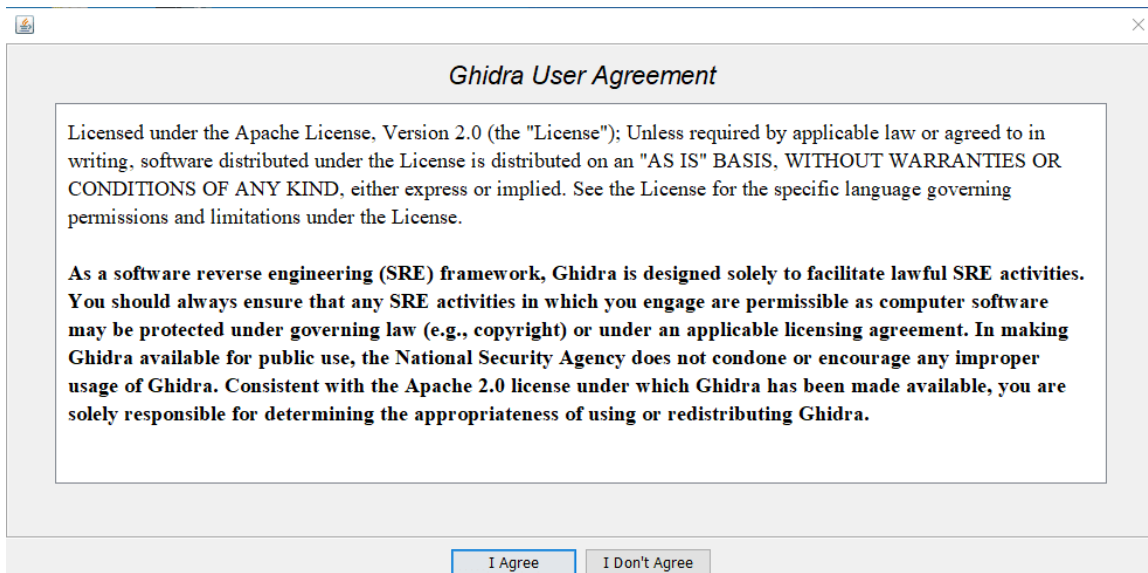 Ghidra User Agreement
Licensed under the Apache License, Version 2.0 (the "License"); Unless required by applicable law or agreed to in
writing, software distributed under the License is distributed on an "AS IS" BASIS, WITHOUT WARRANTIES OR
CONDITIONS OF ANY KIND, either express or implied. See the License for the specific language governing
permissions and limitations under the License.
As a software reverse engineering (SRE) framework, Ghidra is designed solely to facilitate lawful SRE activities.
You should always ensure that any SRE activities in which you engage are permissible as computer software
may be protected under governing law (e.g., copyright) or under an applicable licensing agreement. In making
Ghidra available for public use, the National Security Agency does not condone or encourage any improper
usage of Ghidra. Consistent with the Apache 2.0 license under which Ghidra has been made available, you are
solely responsible for determining the appropriateness of using or redistributing Ghidra.
I Agree
I Don't Agree